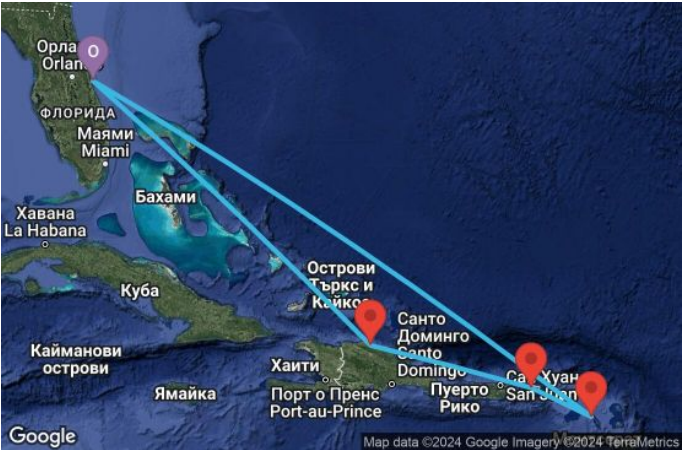 Орла
Orlan
O
ФЛОРИДА
Маями
Miami
Бахами
Хавана
La Habana
Куба
Острови
Търкс и
Кайкос
Кайманови
острови
Ямайка
Хаити
Порт о Пренс
Port-au-Prince
Санто
Доминго
Santo
Domingo
Пуерто
Рико
Сан Хуан
San Juan
Google
Map data ©2024 Google Imagery ©2024 TerraMetrics